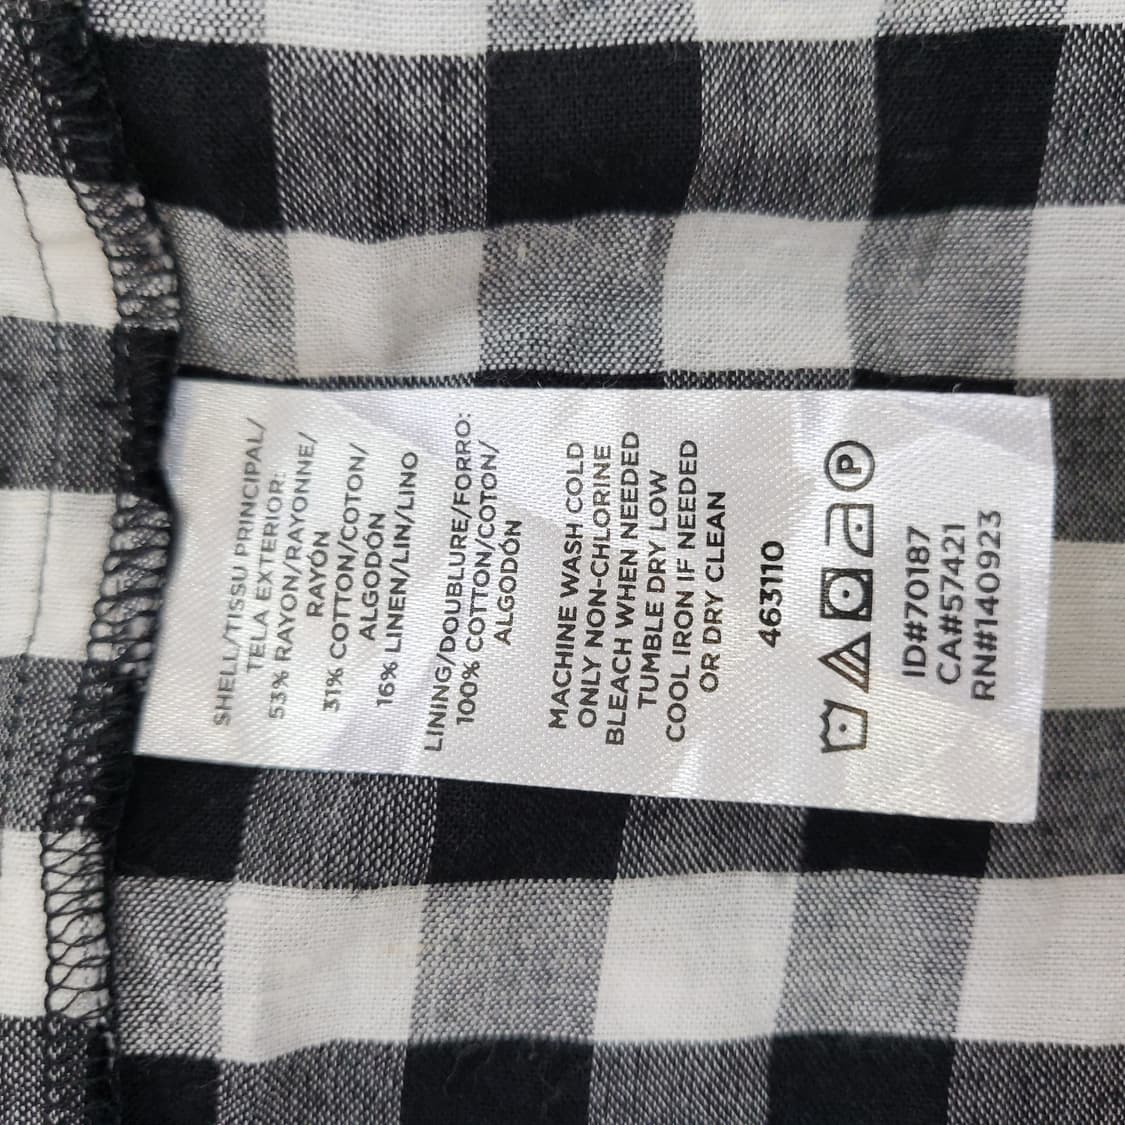 SHELL/TISSU PRINCIPAL/
TELA EXTERIOR:
53% RAYON/RAYONNE/
RAYÓN
31% COTTON/COTON/
ALGODÓN
16% LINEN/LIN/LINO
LINING/DOUBLURE/FORRO:
100% COTTON/COTON/
ALGODÓN
MACHINE WASH COLD
ONLY NON-CHLORINE
BLEACH WHEN NEEDED
TUMBLE DRY LOW
COOL IRON IF NEEDED
OR DRY CLEAN
463110
P
ID#70187
CA#57421
RN#140923